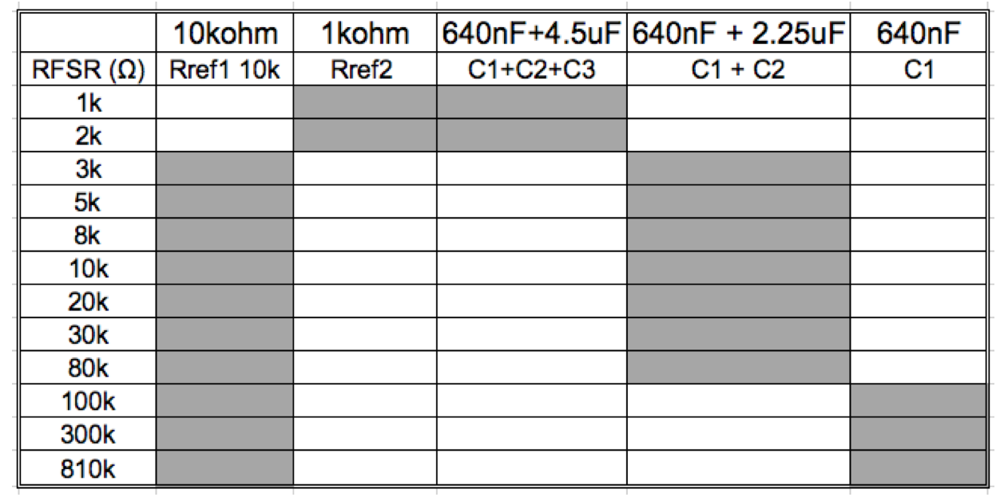 10kohm 1kohm 640nF+4.5uF 640nF + 2.25uF 640nF
RFSR (Ω) Rref1 10k Rref2 C1+C2+C3 C1 + C2 C1
1k
2k
3k
5k
8k
10k
20k
30k
80k
100k
300k
810k